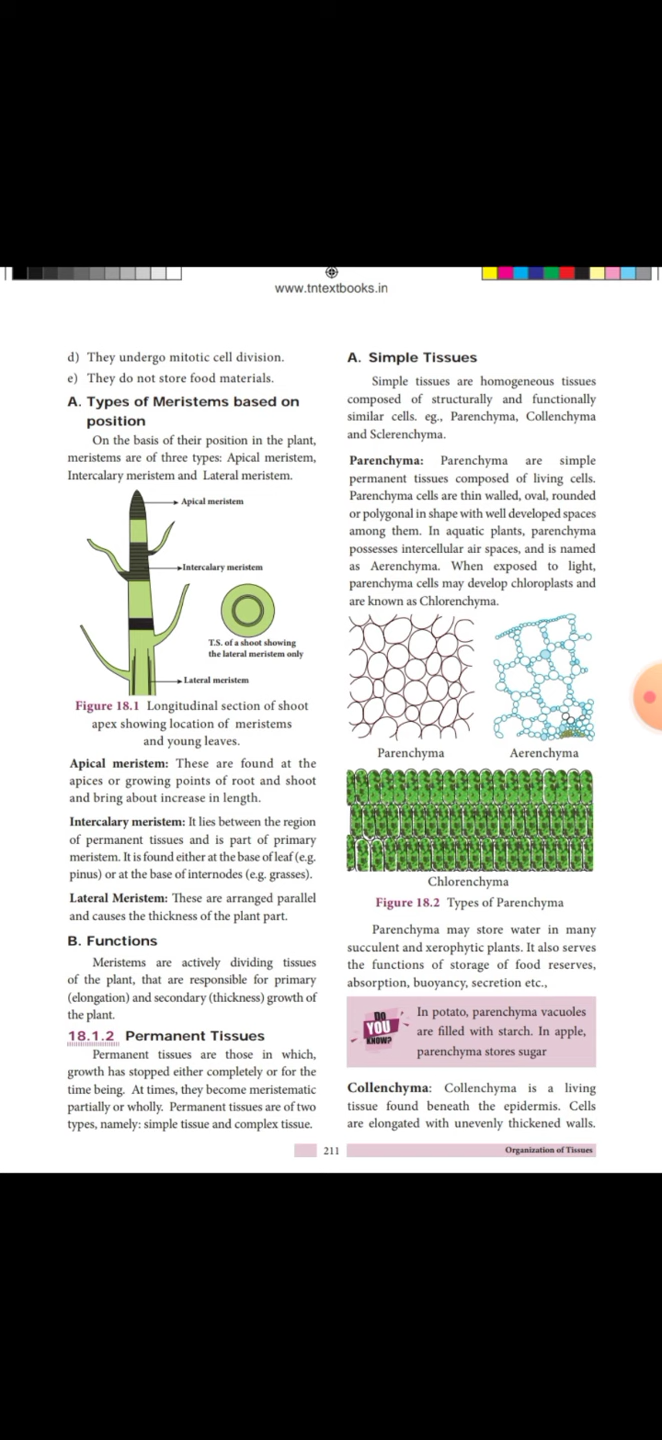 www.tntextbooks.in
d) They undergo mitotic cell division.
e) They do not store food materials.
A. Types of Meristems based on
position
On the basis of their position in the plant,
meristems are of three types: Apical meristem,
Intercalary meristem and Lateral meristem.
Apical meristem
Intercalary meristem
T.S. of a shoot showing
the lateral meristem only
Lateral meristem
Figure 18.1 Longitudinal section of shoot
apex showing location of meristems
and young leaves.
Apical meristem: These are found at the
apices or growing points of root and shoot
and bring about increase in length.
Intercalary meristem: It lies between the region
of permanent tissues and is part of primary
meristem. It is found either at the base of leaf (e.g.
pinus) or at the base of internodes (e.g. grasses).
Lateral Meristem: These are arranged parallel
and causes the thickness of the plant part.
B. Functions
Meristems are actively dividing tissues
of the plant, that are responsible for primary
(elongation) and secondary (thickness) growth of
the plant.
18.1.2 Permanent Tissues
Permanent tissues are those in which,
growth has stopped either completely or for the
time being. At times, they become meristematic
partially or wholly. Permanent tissues are of two
types, namely: simple tissue and complex tissue.
A. Simple Tissues
Simple tissues are homogeneous tissues
composed of structurally and functionally
similar cells. eg., Parenchyma, Collenchyma
and Sclerenchyma.
Parenchyma: Parenchyma are simple
permanent tissues composed of living cells.
Parenchyma cells are thin walled, oval, rounded
or polygonal in shape with well developed spaces
among them. In aquatic plants, parenchyma
possesses intercellular air spaces, and is named
as Aerenchyma. When exposed to light,
parenchyma cells may develop chloroplasts and
are known as Chlorenchyma.
Parenchyma
Aerenchyma
Chlorenchyma
Figure 18.2 Types of Parenchyma
Parenchyma may store water in many
succulent and xerophytic plants. It also serves
the functions of storage of food reserves,
absorption, buoyancy, secretion etc.,
DO
YOU
KNOW?
In potato, parenchyma vacuoles
are filled with starch. In apple,
parenchyma stores sugar
Collenchyma: Collenchyma is a living
tissue found beneath the epidermis. Cells
are elongated with unevenly thickened walls.
211
Organization of Tissues